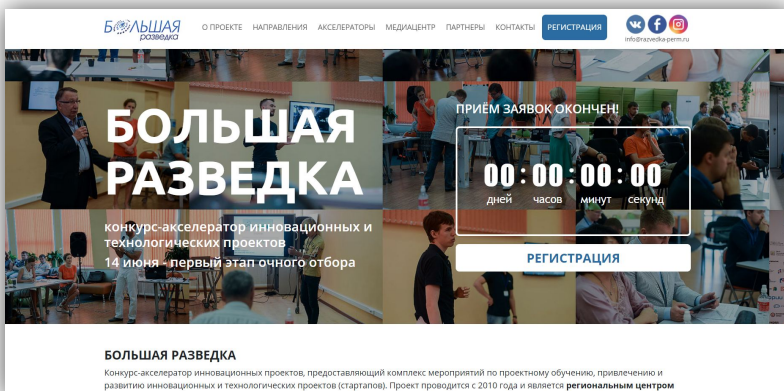 БОЛЬШАЯ
разведка
О ПРОЕКТЕ НАПРАВЛЕНИЯ АКСЕЛЕРАТОРЫ МЕДИАЦЕНТР ПАРТНЕРЫ КОНТАКТЫ РЕГИСТРАЦИЯ
info@razvedka-perm.ru
БОЛЬШАЯ
РАЗВЕДКА
конкурс-акселератор инновационных и
технологических проектов
14 июня - первый этап очного отбора
ПРИЁМ ЗАЯВОК ОКОНЧЕН!
00 : 00 : 00 : 00
дней часов минут секунд
РЕГИСТРАЦИЯ
БОЛЬШАЯ РАЗВЕДКА
Конкурс-акселератор инновационных проектов, предоставляющий комплекс мероприятий по проектному обучению, привлечению и
развитию инновационных и технологических проектов (стартапов). Проект проводится с 2010 года и является региональным центром